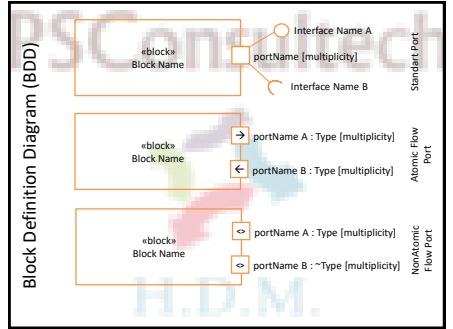 PSConsultech
Block Definition Diagram (BDD)
«block»
Block Name
Interface Name A
portName [multiplicity]
Interface Name B
Standart Port
«block»
Block Name
→
portName A : Type [multiplicity]
←
portName B : Type [multiplicity]
Atomic Flow
Port
«block»
Block Name
<>
portName A : Type [multiplicity]
<>
portName B : ~Type [multiplicity]
NonAtomic
Flow Port
H.D.M.